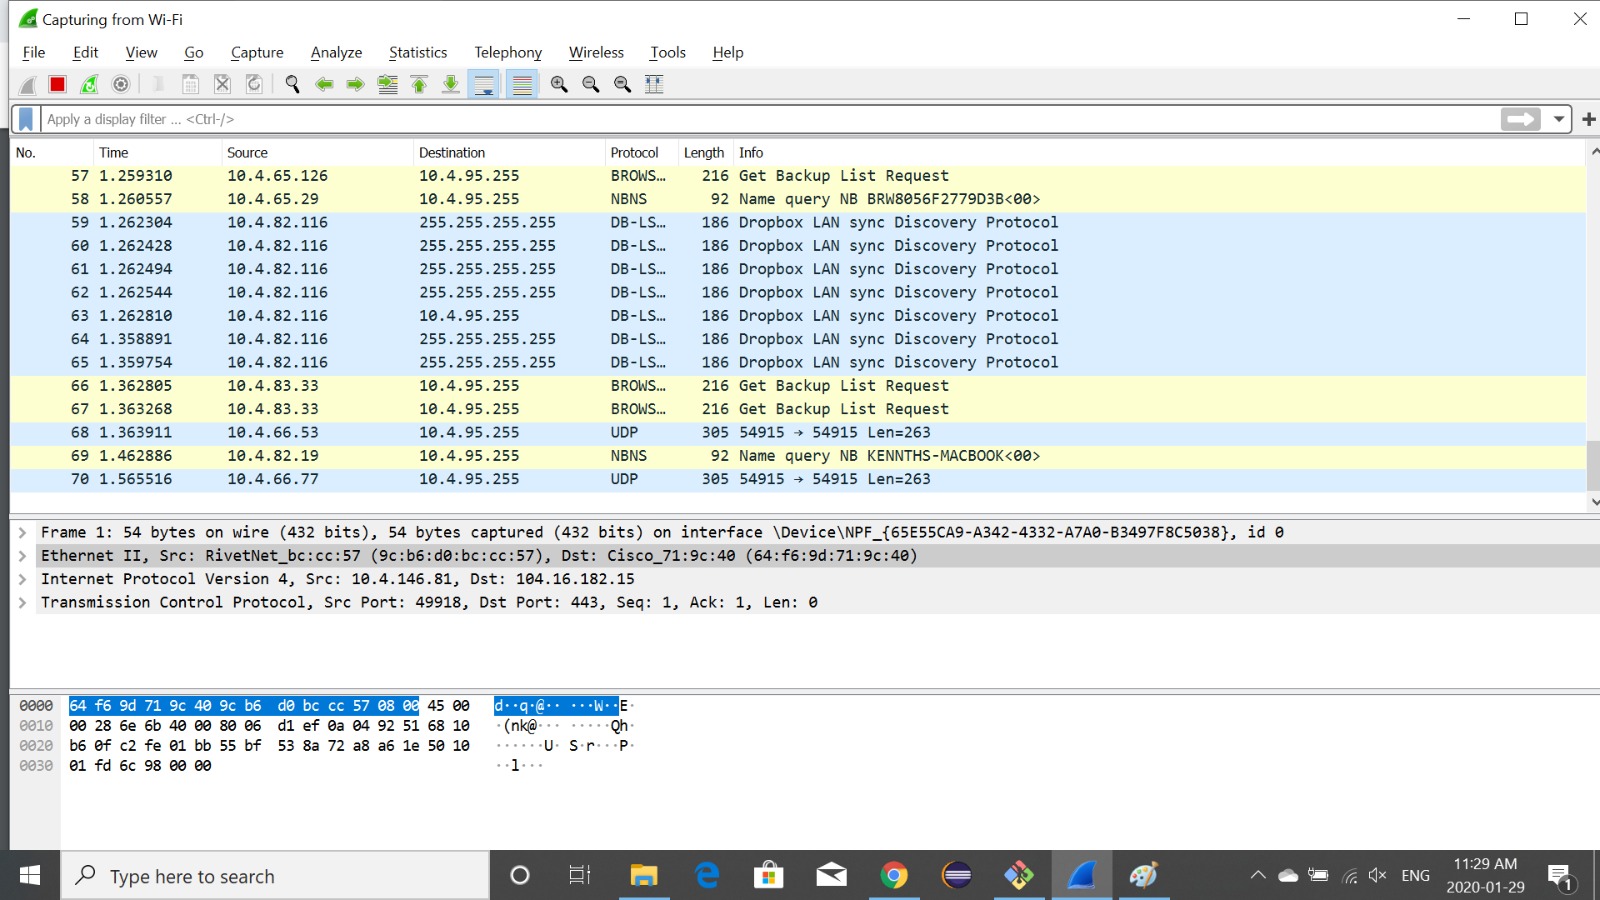 Capturing from Wi-Fi
File Edit View Go Capture Analyze Statistics Telephony Wireless Tools Help
Apply a display filter ... <Ctrl-/>
No. Time Source Destination Protocol Length Info
57 1.259310 10.4.65.126 10.4.95.255 BROWS… 216 Get Backup List Request
58 1.260557 10.4.65.29 10.4.95.255 NBNS 92 Name query NB BRW8056F2779D3B<00>
59 1.262304 10.4.82.116 255.255.255.255 DB-LS… 186 Dropbox LAN sync Discovery Protocol
60 1.262428 10.4.82.116 255.255.255.255 DB-LS… 186 Dropbox LAN sync Discovery Protocol
61 1.262494 10.4.82.116 255.255.255.255 DB-LS… 186 Dropbox LAN sync Discovery Protocol
62 1.262544 10.4.82.116 255.255.255.255 DB-LS… 186 Dropbox LAN sync Discovery Protocol
63 1.262810 10.4.82.116 10.4.95.255 DB-LS… 186 Dropbox LAN sync Discovery Protocol
64 1.358891 10.4.82.116 255.255.255.255 DB-LS… 186 Dropbox LAN sync Discovery Protocol
65 1.359754 10.4.82.116 255.255.255.255 DB-LS… 186 Dropbox LAN sync Discovery Protocol
66 1.362805 10.4.83.33 10.4.95.255 BROWS… 216 Get Backup List Request
67 1.363268 10.4.83.33 10.4.95.255 BROWS… 216 Get Backup List Request
68 1.363911 10.4.66.53 10.4.95.255 UDP 305 54915 → 54915 Len=263
69 1.462886 10.4.82.19 10.4.95.255 NBNS 92 Name query NB KENNTHS-MACBOOK<00>
70 1.565516 10.4.66.77 10.4.95.255 UDP 305 54915 → 54915 Len=263
Frame 1: 54 bytes on wire (432 bits), 54 bytes captured (432 bits) on interface \Device\NPF_{65E55CA9-A342-4332-A7A0-B3497F8C5038}, id 0
Ethernet II, Src: RivetNet_bc:cc:57 (9c:b6:d0:bc:cc:57), Dst: Cisco_71:9c:40 (64:f6:9d:71:9c:40)
Internet Protocol Version 4, Src: 10.4.146.81, Dst: 104.16.182.15
Transmission Control Protocol, Src Port: 49918, Dst Port: 443, Seq: 1, Ack: 1, Len: 0
0000 64 f6 9d 71 9c 40 9c b6 d0 bc cc 57 08 00 45 00 d··q·@·· ···W··E·
0010 00 28 6e 6b 40 00 80 06 d1 ef 0a 04 92 51 68 10 ·(nk@··· ·····Qh·
0020 b6 0f c2 fe 01 bb 55 bf 53 8a 72 a8 a6 1e 50 10 ······U· S·r···P·
0030 01 fd 6c 98 00 00 ··l···
Type here to search
ENG
11:29 AM
2020-01-29
1